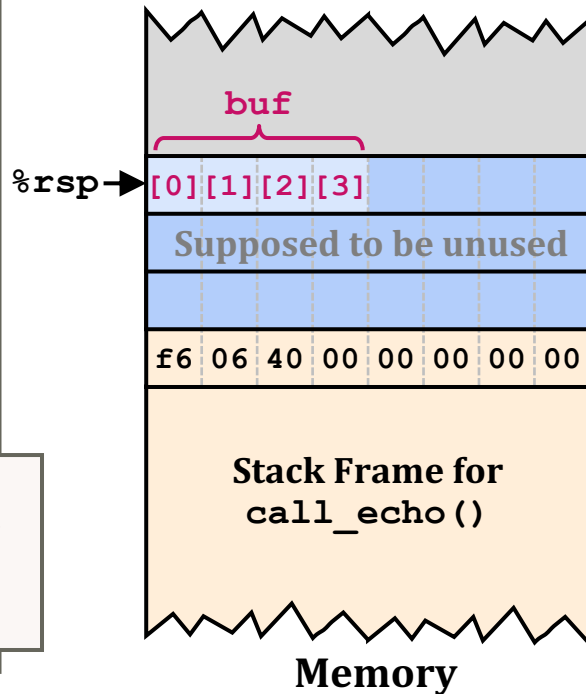 buf
%rsp
[0] [1] [2] [3]
Supposed to be unused
f6 06 40 00 00 00 00 00
Stack Frame for
call_echo()
Memory